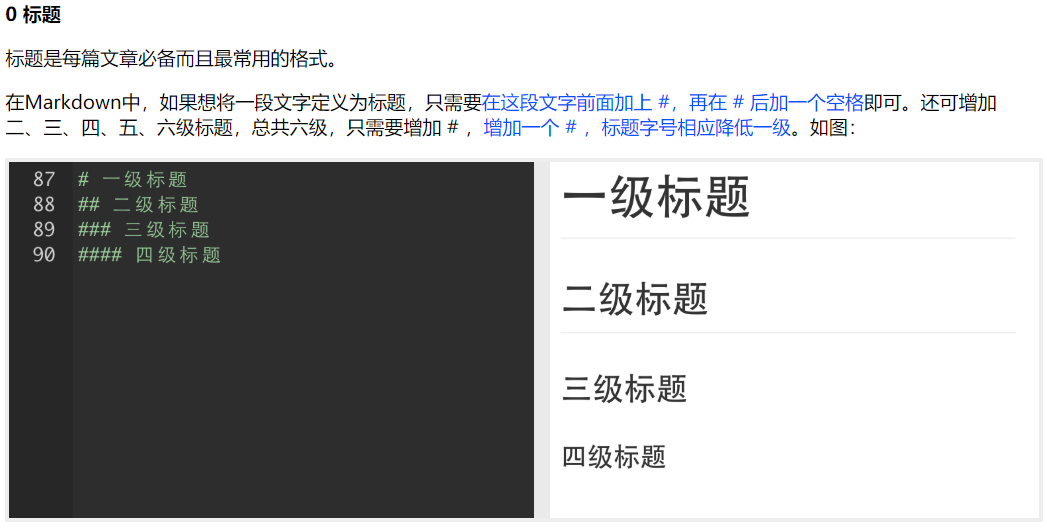 0 标题
标题是每篇文章必备而且最常用的格式。
在Markdown中，如果想将一段文字定义为标题，只需要在这段文字前面加上 #，再在 # 后加一个空格即可。还可增加
二、三、四、五、六级标题，总共六级，只需要增加 # ，增加一个 # ，标题字号相应降低一级。如图：
87 # 一级标题
88 ## 二级标题
89 ### 三级标题
90 #### 四级标题
一级标题
二级标题
三级标题
四级标题